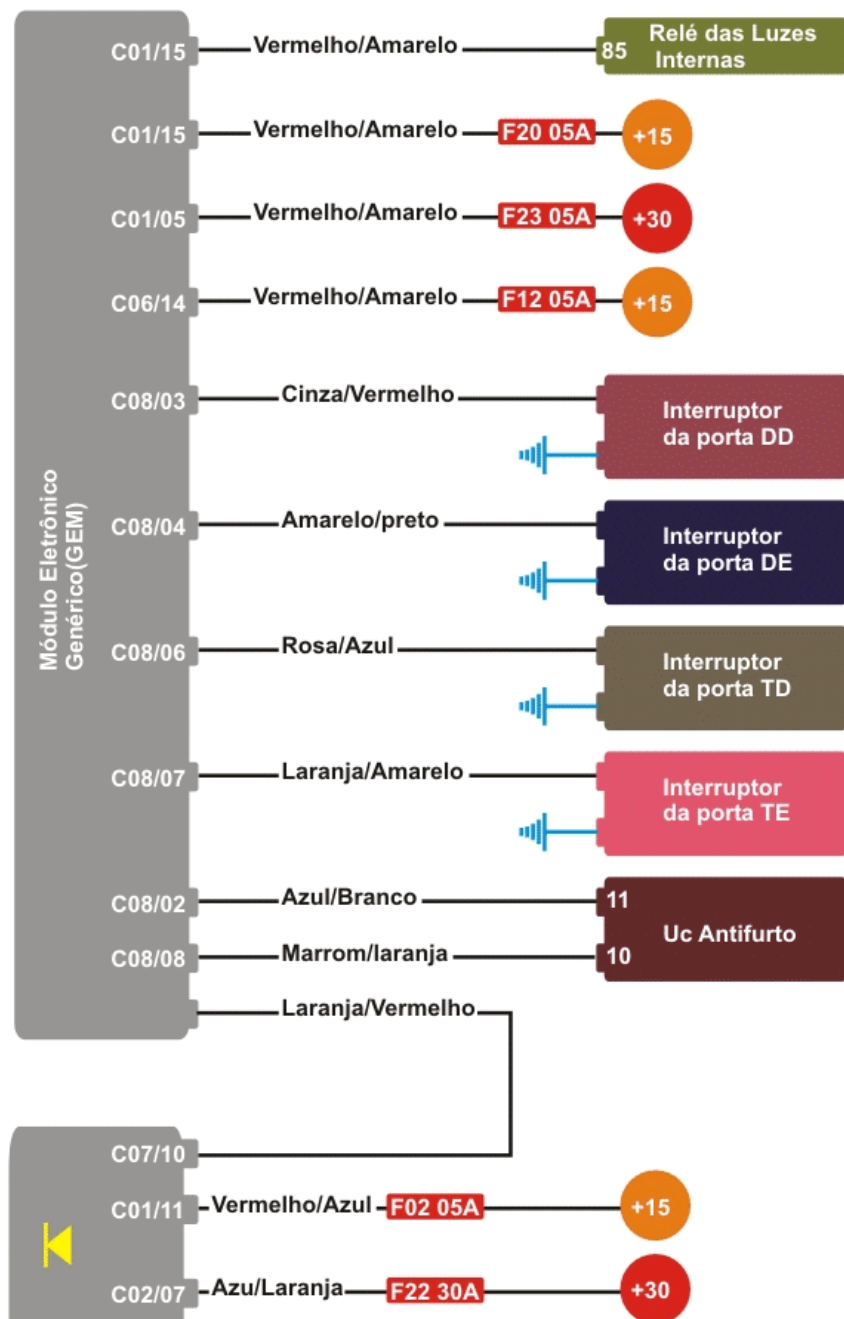 C01/15 Vermelho/Amarelo 85 Relé das Luzes
Internas
C01/15 Vermelho/Amarelo F20 05A +15
C01/05 Vermelho/Amarelo F23 05A +30
C06/14 Vermelho/Amarelo F12 05A +15
C08/03 Cinza/Vermelho Interruptor
da porta DD
Módulo Eletrônico
Genérico(GEM)
C08/04 Amarelo/preto Interruptor
da porta DE
C08/06 Rosa/Azul Interruptor
da porta TD
C08/07 Laranja/Amarelo Interruptor
da porta TE
C08/02 Azul/Branco 11
Uc Antifurto
C08/08 Marrom/laranja 10
Laranja/Vermelho
C07/10
C01/11 Vermelho/Azul F02 05A +15
C02/07 Azu/Laranja F22 30A +30